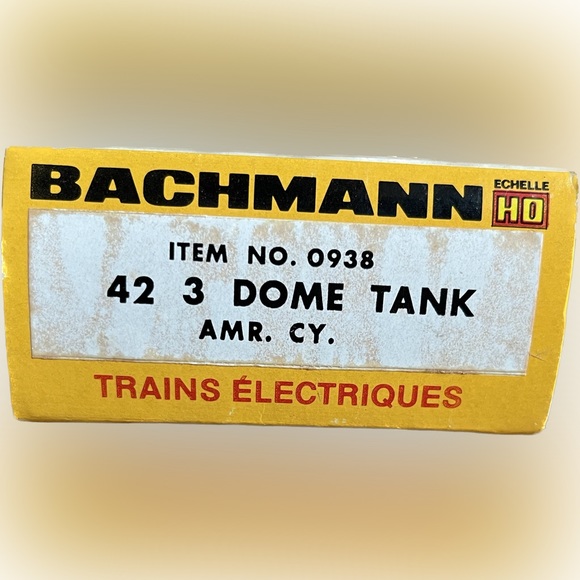 BACHMANN
ECHELLE
HO
ITEM NO. 0938
42 3 DOME TANK
AMR. CY.
TRAINS ÉLECTRIQUES